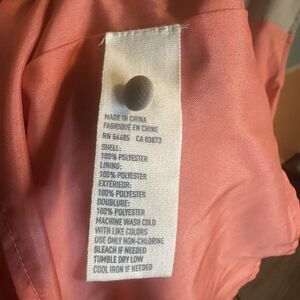 MADE IN CHINA
FABRIQUÉ EN CHINE
RN 54485 CA 03673
SHELL:
100% POLYESTER
LINING:
100% POLYESTER
EXTÉRIEUR:
100% POLYESTER
DOUBLURE:
100% POLYESTER
MACHINE WASH COLD
WITH LIKE COLORS
USE ONLY NON-CHLORINE
BLEACH IF NEEDED
TUMBLE DRY LOW
COOL IRON IF NEEDED